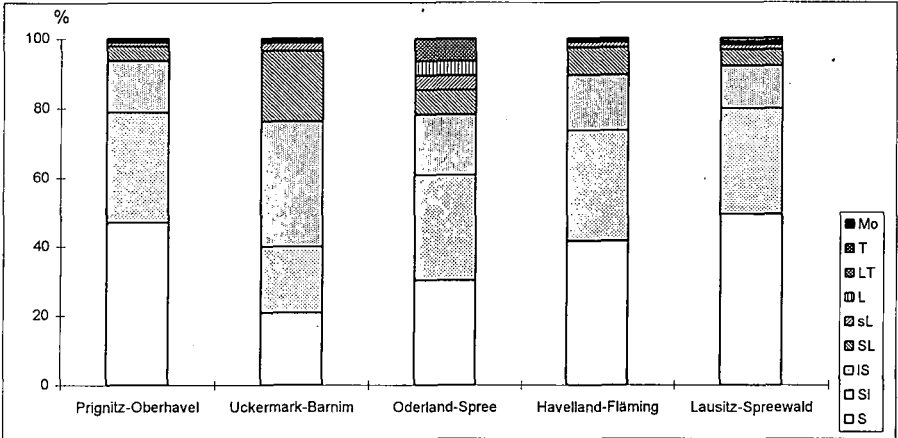 %
100
80
60
40
20
0
Prignitz-Oberhavel Uckermark-Barnim Oderland-Spree Havelland-Fläming Lausitz-Spreewald
Mo
T
LT
L
sL
SL
lS
Sl
S